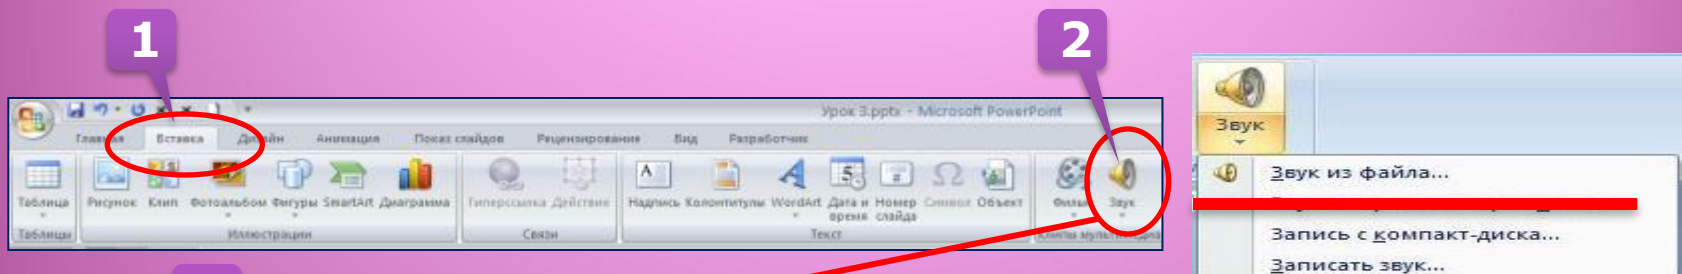 1
2
Урок 3.pptx - Microsoft PowerPoint
Главная Вставка Дизайн Анимация Показ слайдов Рецензирование Вид Разработчик
Таблица Рисунок Клип Фотоальбом Фигуры SmartArt Диаграмма Гиперссылка Действие Надпись Колонтитулы WordArt Дата и время Номер слайда Символ Объект Фильм Звук
Таблицы Иллюстрации Связи Текст Клипы мультимедиа
Звук
Звук из файла...
Запись с компакт-диска...
Записать звук...